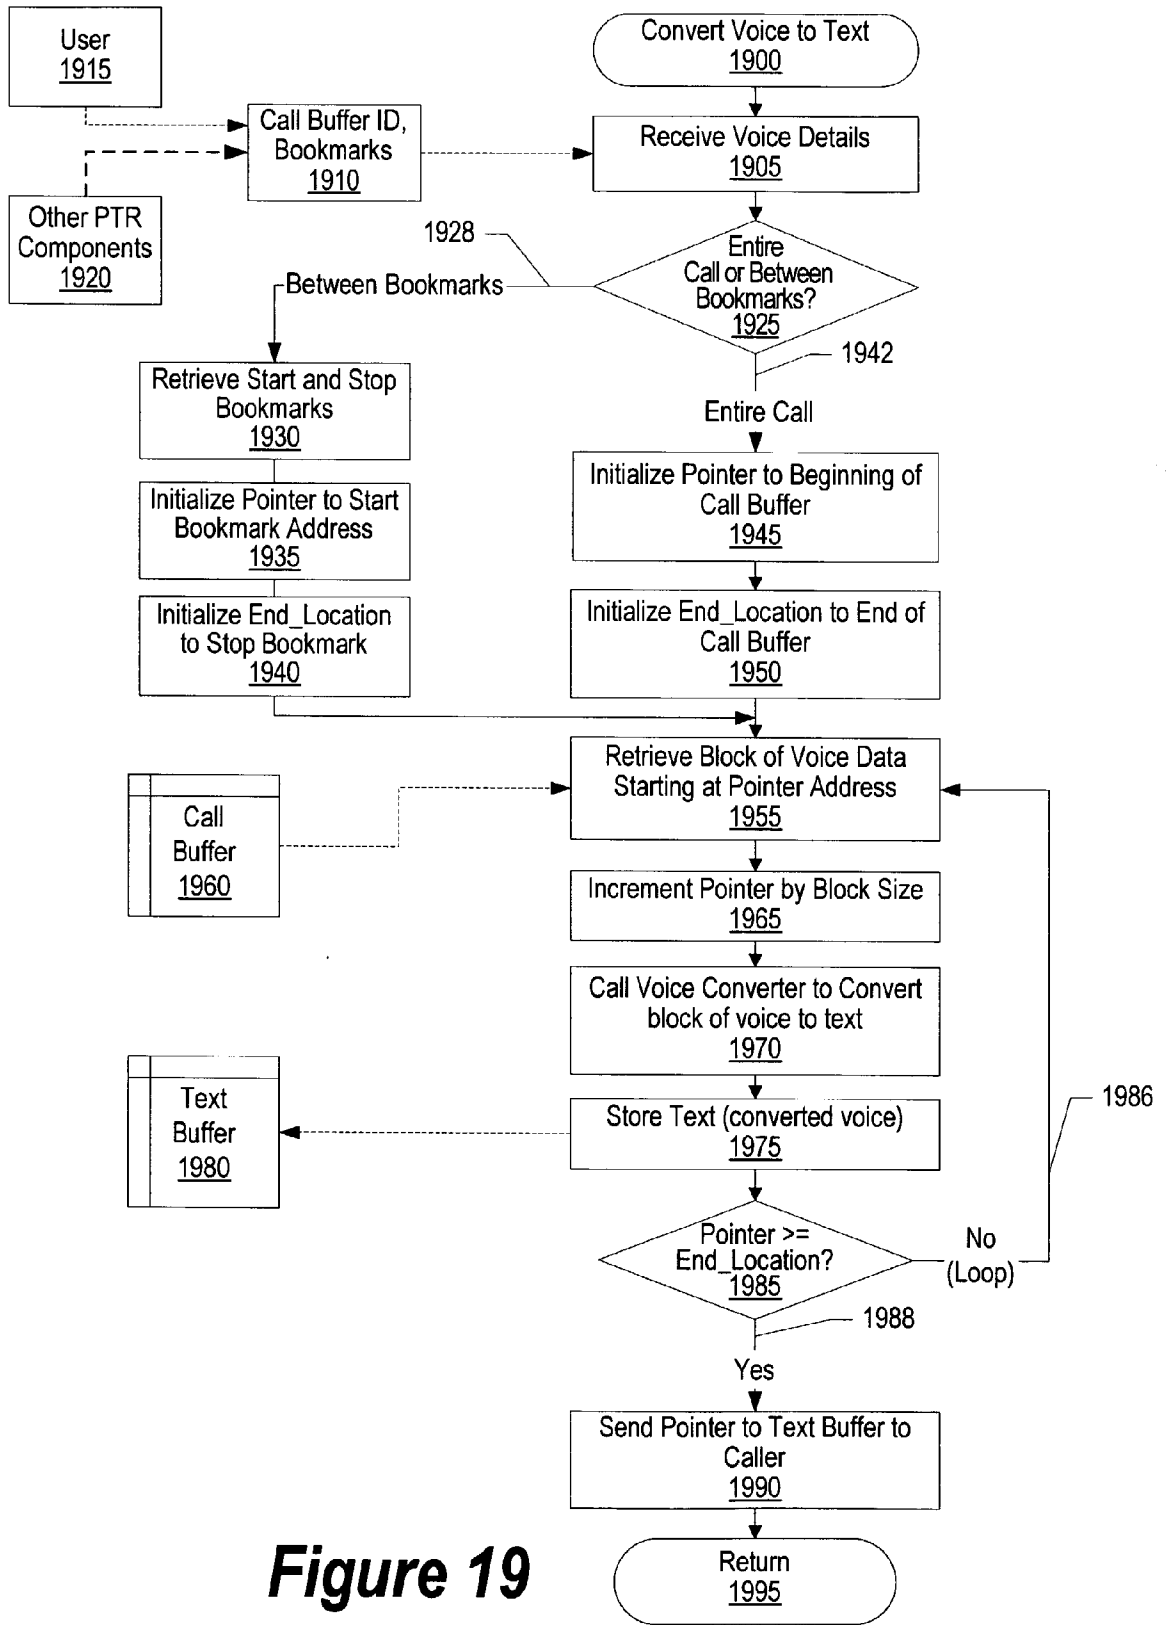 User
1915
Convert Voice to Text
1900
Call Buffer ID,
Bookmarks
1910
Receive Voice Details
1905
Other PTR
Components
1920
1928
Entire
Call or Between
Bookmarks?
1925
Between Bookmarks
1942
Entire Call
Retrieve Start and Stop
Bookmarks
1930
Initialize Pointer to Start
Bookmark Address
1935
Initialize End_Location
to Stop Bookmark
1940
Initialize Pointer to Beginning of
Call Buffer
1945
Initialize End_Location to End of
Call Buffer
1950
Retrieve Block of Voice Data
Starting at Pointer Address
1955
Call
Buffer
1960
Increment Pointer by Block Size
1965
Call Voice Converter to Convert
block of voice to text
1970
Text
Buffer
1980
Store Text (converted voice)
1975
1986
Pointer >=
End_Location?
1985
No
(Loop)
1988
Yes
Send Pointer to Text Buffer to
Caller
1990
Return
1995
Figure 19